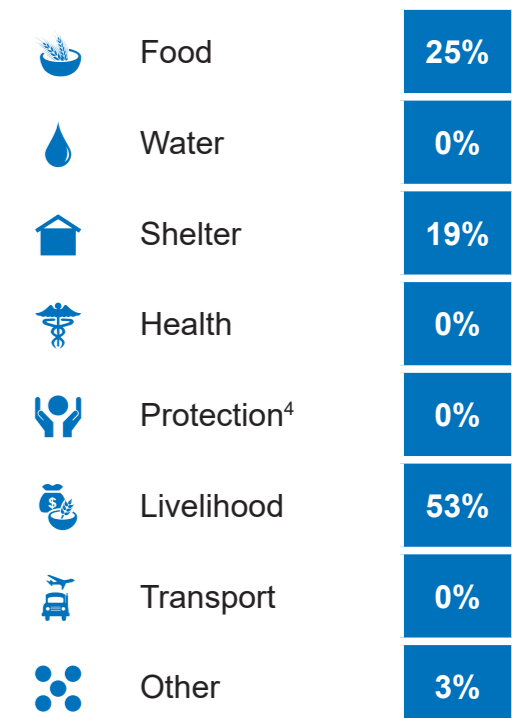 Food 25%
Water 0%
Shelter 19%
Health 0%
Protection⁴ 0%
$ Livelihood 53%
Transport 0%
Other 3%